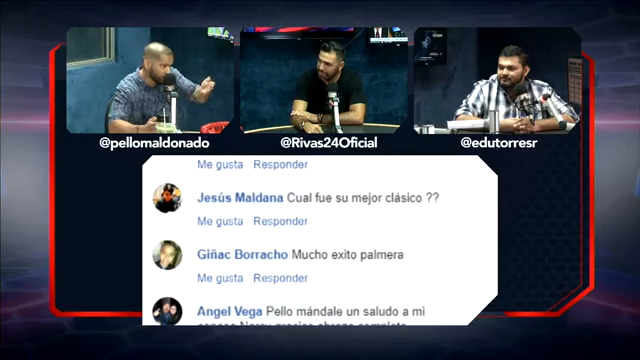 @pellomaldonado
@Rivas24Oficial
@edutorresr
Me gusta Responder
Jesús Maldana Cual fue su mejor clásico ??
Me gusta Responder
Giñac Borracho Mucho exito palmera
Me gusta Responder
Angel Vega Pello mándale un saludo a mi